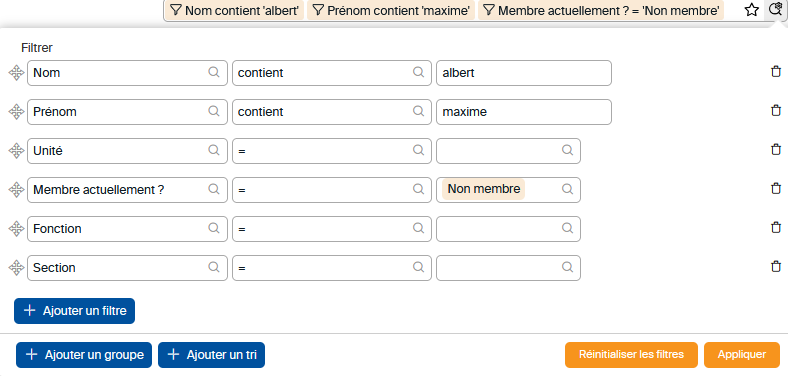 Nom contient 'albert' Prénom contient 'maxime' Membre actuellement ? = 'Non membre'
Filtrer
Nom contient albert
Prénom contient maxime
Unité =
Membre actuellement ? = Non membre
Fonction =
Section =
+ Ajouter un filtre
+ Ajouter un groupe + Ajouter un tri Réinitialiser les filtres Appliquer